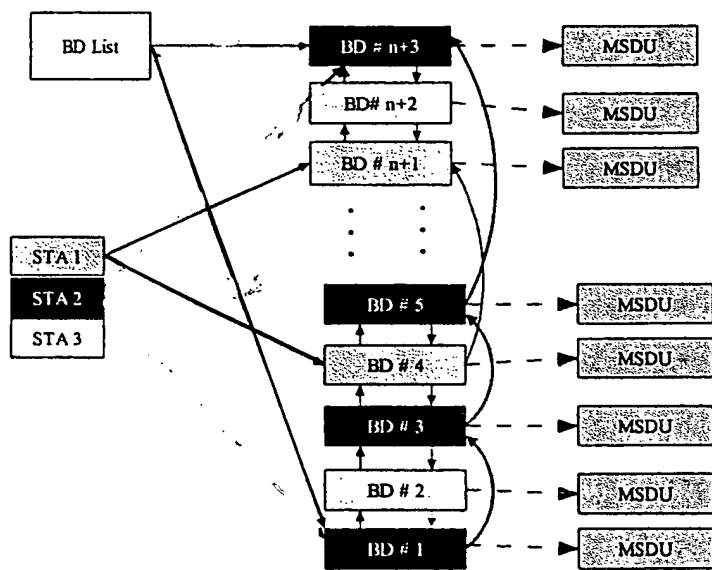 BD List
BD # n+3
MSDU
BD# n+2
MSDU
BD # n+1
MSDU
STA 1
STA 2
STA 3
BD # 5
MSDU
BD # 4
MSDU
BD # 3
MSDU
BD # 2
MSDU
BD # 1
MSDU